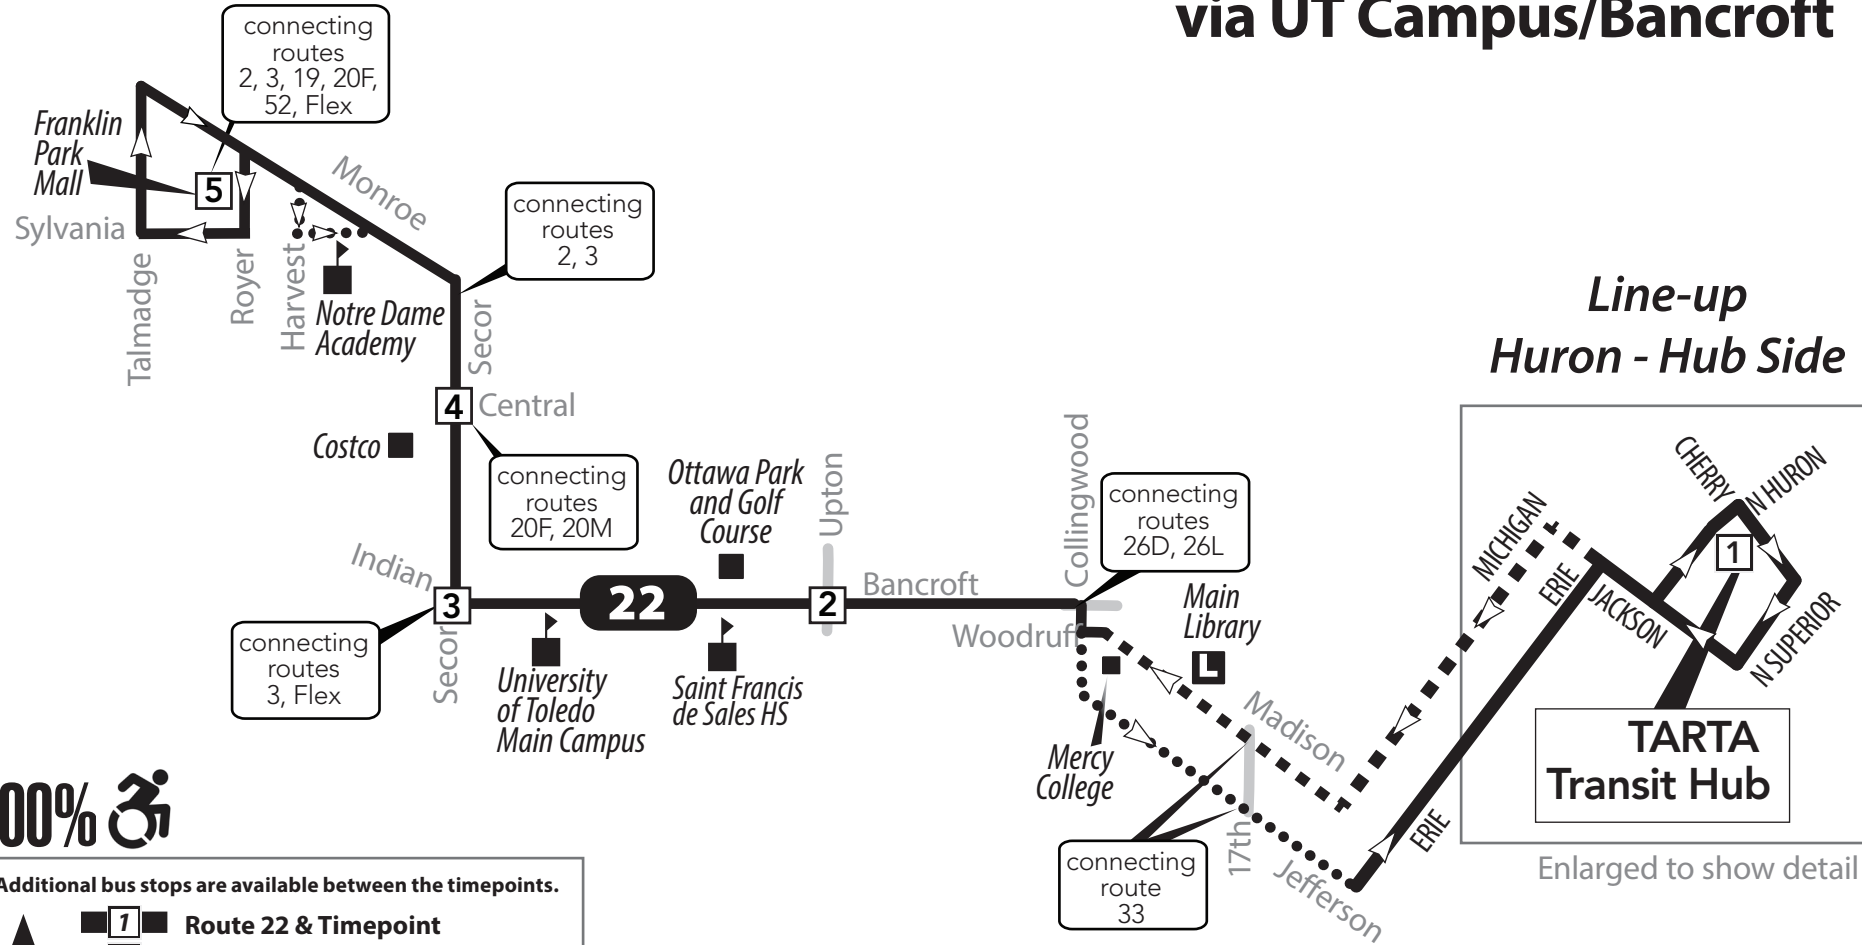 via UT Campus/Bancroft
connecting
routes
2, 3, 19, 20F,
52, Flex
Franklin
Park
Mall
5
Monroe
Sylvania
Talmadge
Royer
Harvest
Notre Dame
Academy
connecting
routes
2, 3
Secor
4
Central
Costco
connecting
routes
20F, 20M
Indian
3
Secor
connecting
routes
3, Flex
22
University
of Toledo
Main Campus
Ottawa Park
and Golf
Course
Saint Francis
de Sales HS
Upton
2
Bancroft
Collingwood
connecting
routes
26D, 26L
Woodruff
Main
Library
L
Mercy
College
Madison
17th
connecting
route
33
Jefferson
Line-up
Huron - Hub Side
CHERRY
N HURON
1
MICHIGAN
ERIE
JACKSON
N SUPERIOR
ERIE
TARTA
Transit Hub
Enlarged to show detail
00%
Additional bus stops are available between the timepoints.
1
Route 22 & Timepoint